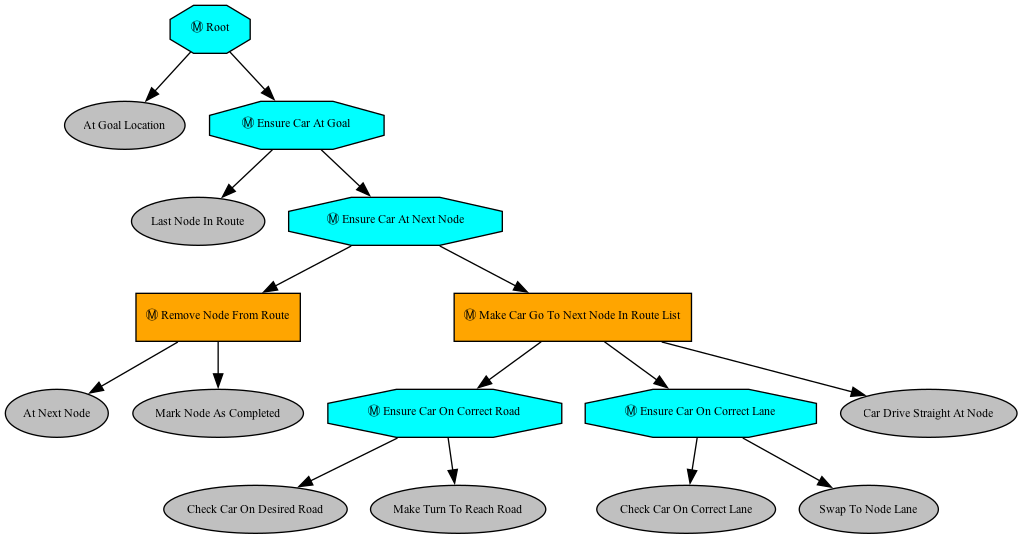 Ⓜ Root
At Goal Location
Ⓜ Ensure Car At Goal
Last Node In Route
Ⓜ Ensure Car At Next Node
Ⓜ Remove Node From Route
Ⓜ Make Car Go To Next Node In Route List
At Next Node
Mark Node As Completed
Ⓜ Ensure Car On Correct Road
Ⓜ Ensure Car On Correct Lane
Car Drive Straight At Node
Check Car On Desired Road
Make Turn To Reach Road
Check Car On Correct Lane
Swap To Node Lane